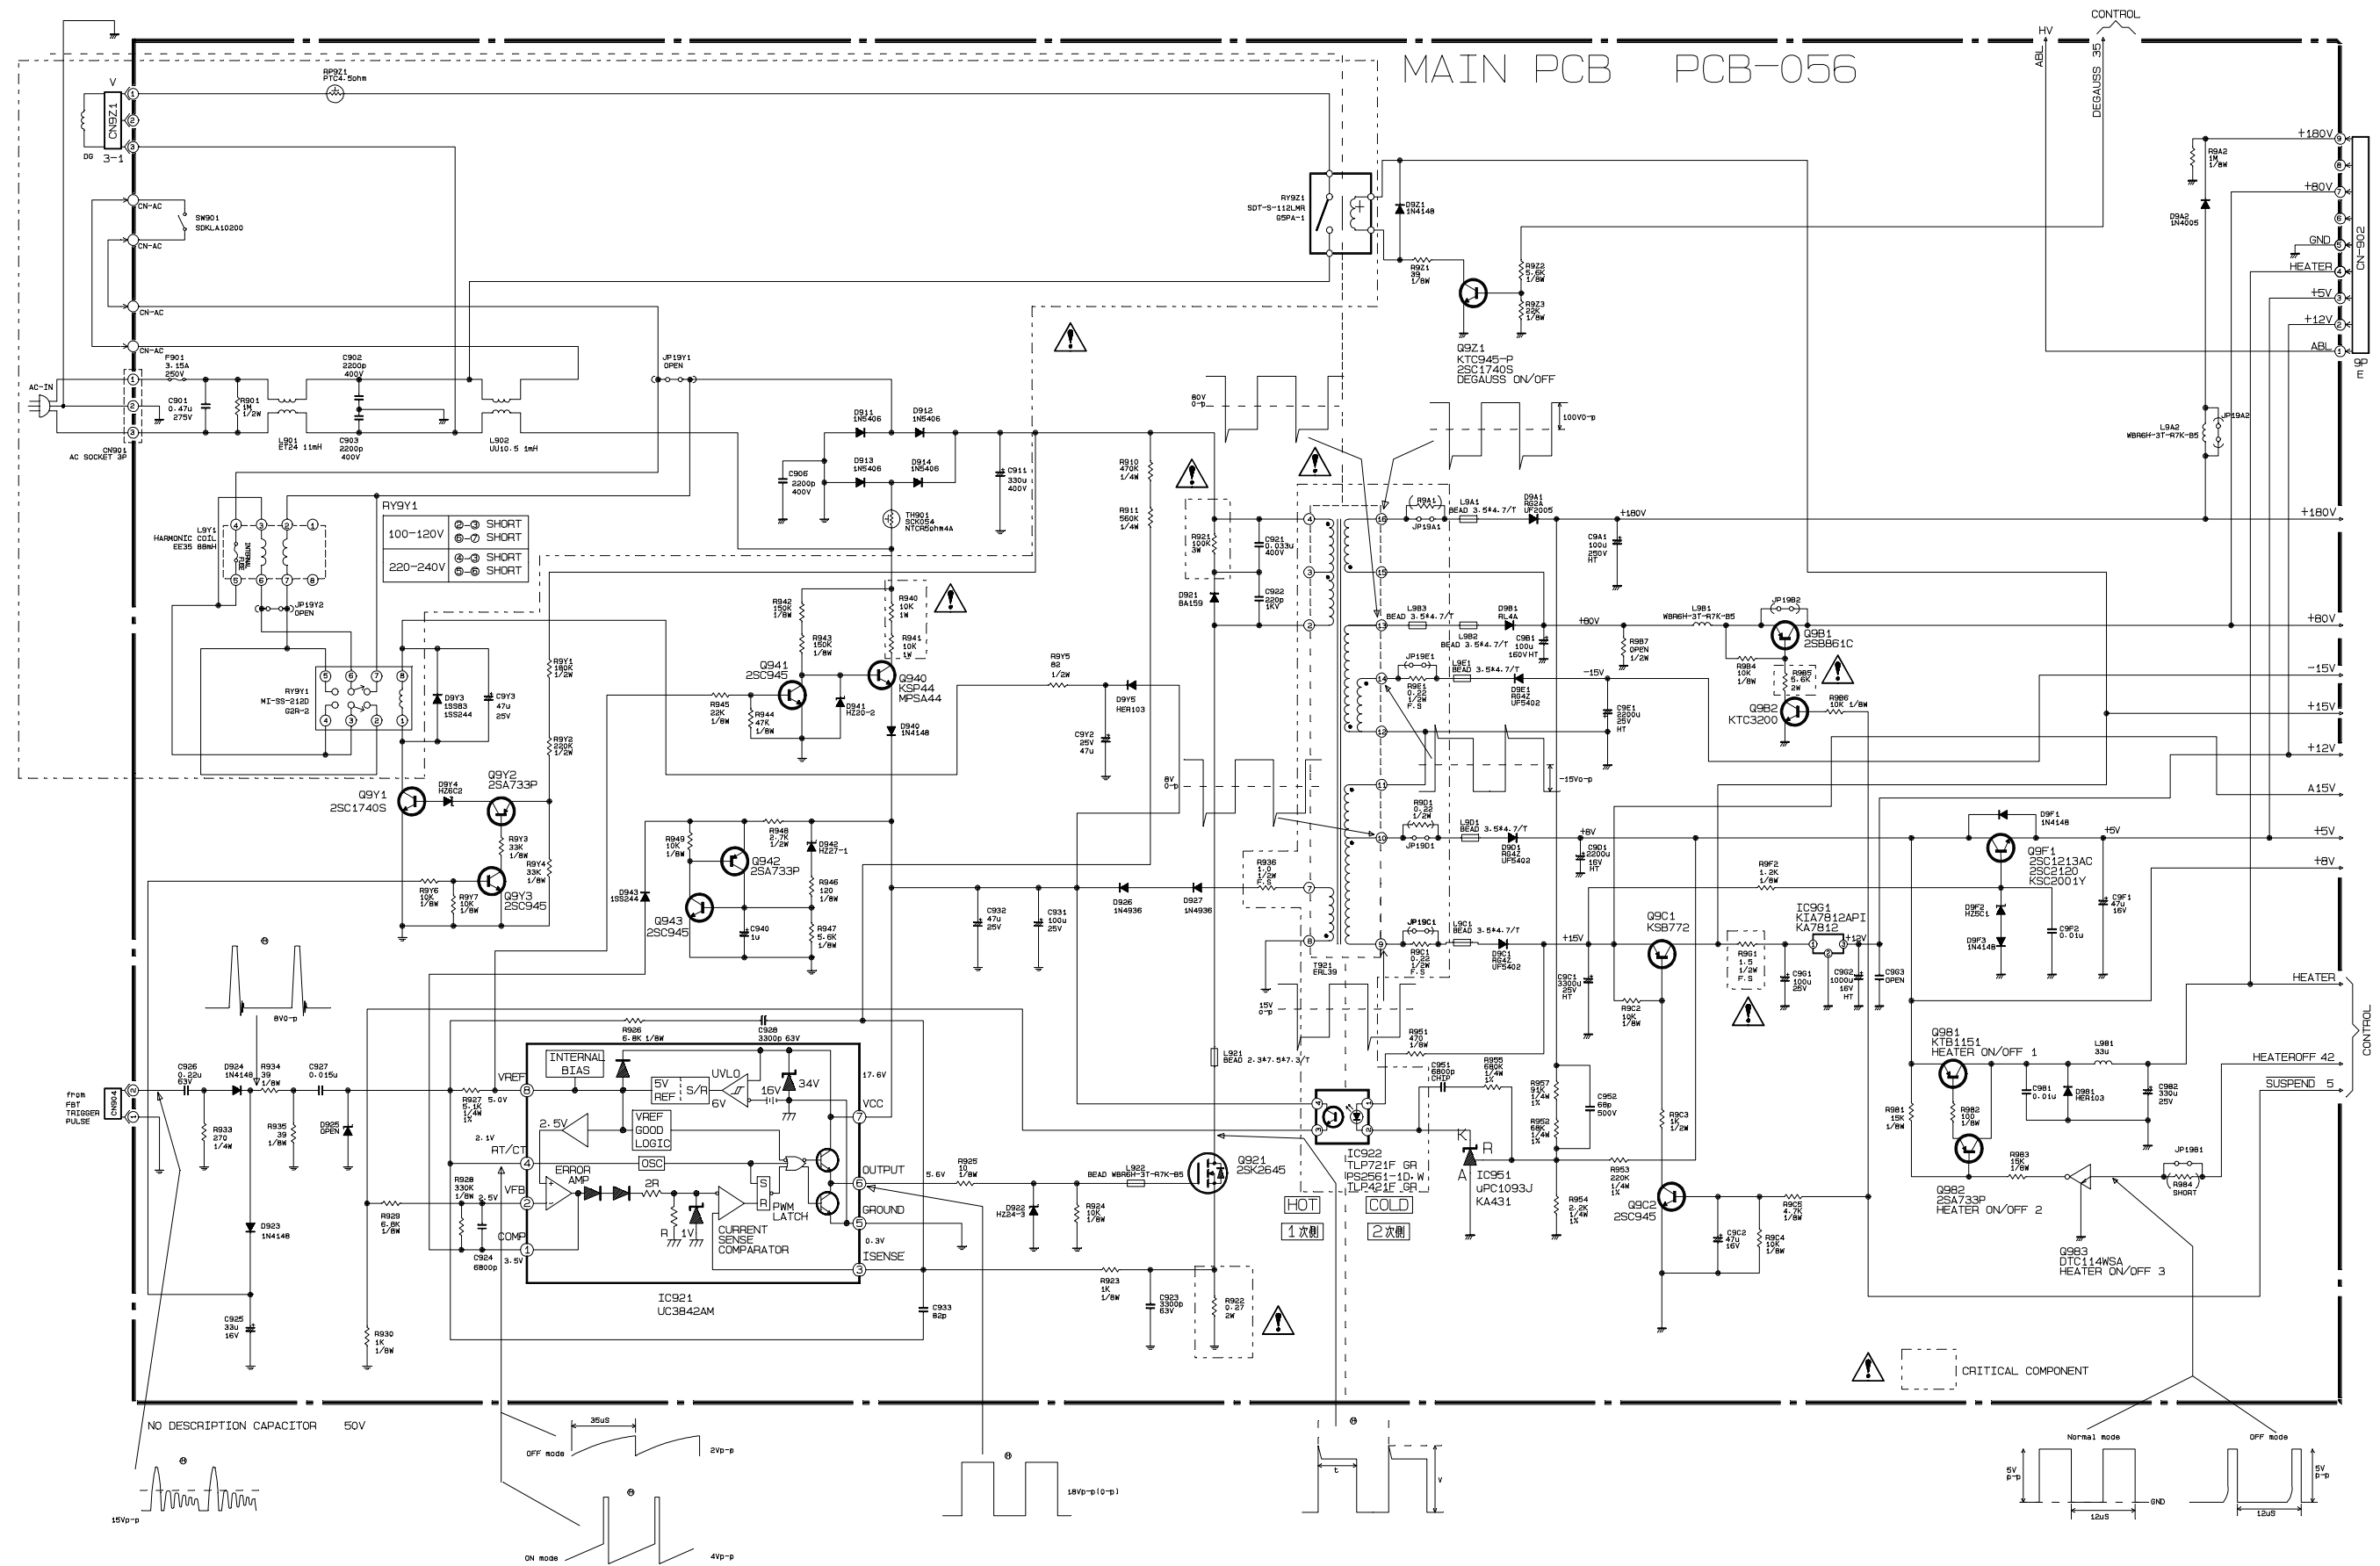 CONTROL
HV
ABL
DEGAUSS 35
MAIN PCB PCB-056
RP9Z1
PTC4.5ohm
V
CN9Z1
1
2
3
DG
3-1
CN-AC
SW901
SDKLA10200
CN-AC
CN-AC
CN-AC
RY9Z1
SDT-S-112LMR
G5PA-1
D9Z1
1N4148
R9Z1
39
1/8W
R9Z2
5.6K
1/8W
R9Z3
22K
1/8W
Q9Z1
KTC945-P
2SC1740S
DEGAUSS ON/OFF
R9A2
1M
1/8W
D9A2
1N4005
+180V
+80V
GND
HEATER
+5V
+12V
ABL
CN-902
9P
E
JP19A2
L9A2
WBR6H-3T-R7K-B5
AC-IN
CN901
AC SOCKET 3P
F901
3.15A
250V
C901
0.47u
275V
R901
1M
1/2W
L901
ET24 11mH
C902
2200p
400V
C903
2200p
400V
L902
UU10.5 1mH
JP19Y1
OPEN
D911
1N5406
D912
1N5406
D913
1N5406
D914
1N5406
C906
2200p
400V
C911
330u
400V
TH901
SCK054
NTCR5ohm4A
R910
470K
1/4W
R911
560K
1/4W
80V
0-p
100V0-p
L9Y1
HARMONIC COIL
EE35 88mH
INTERNAL
FUSE
JP19Y2
OPEN
RY9Y1
100-120V
②-③ SHORT
⑥-⑦ SHORT
220-240V
④-③ SHORT
⑤-⑥ SHORT
RY9Y1
MI-SS-212D
G2R-2
D9Y3
1SS83
1SS244
C9Y3
47u
25V
R9Y1
180K
1/2W
R9Y2
220K
1/2W
Q9Y1
2SC1740S
D9Y4
HZ6C2
Q9Y2
2SA733P
R9Y3
33K
1/8W
R9Y4
33K
1/8W
R9Y6
10K
1/8W
R9Y7
10K
1/8W
Q9Y3
2SC945
R942
150K
1/8W
R943
150K
1/8W
R940
10K
1W
R941
10K
1W
Q941
2SC945
R945
22K
1/8W
R944
47K
1/8W
D941
HZ20-2
Q940
KSP44
MPSA44
D940
1N4148
R9Y5
82
1/2W
C9Y2
25V
47u
D9Y5
HER103
R949
10K
1/8W
R948
2.7K
1/2W
D942
HZ27-1
Q942
2SA733P
D943
1SS244
Q943
2SC945
R946
120
1/8W
R947
5.6K
1/8W
C940
1u
C932
47u
25V
C931
100u
25V
D926
1N4936
D927
1N4936
R936
1.0
1/2W
F.S
R921
100K
3W
C921
0.033u
400V
D921
BA159
C922
220p
1KV
8V
0-p
-15V0-p
15V
0-p
T921
ERL39
(R9A1)
JP19A1
L9A1
BEAD 3.5*4.7/T
D9A1
RG2A
UF2005
+180V
C9A1
100u
250V
HT
L9B3
BEAD 3.5*4.7/T
L9B2
BEAD 3.5*4.7/T
D9B1
RL4A
+80V
C9B1
100u
160V HT
R9B7
OPEN
1/2W
L9B1
WBR6H-3T-R7K-B5
JP19B2
Q9B1
2SB861C
R9B4
10K
1/8W
R9B5
5.6K
2W
Q9B2
KTC3200
R9B6
10K 1/8W
JP19E1
R9E1
0.22
1/2W
F.S
L9E1
BEAD 3.5*4.7/T
D9E1
RG4Z
UF5402
-15V
C9E1
2200u
25V
HT
R9D1
0.22
1/2W
JP19D1
L9D1
BEAD 3.5*4.7/T
D9D1
RG4Z
UF5402
+8V
C9D1
2200u
16V
HT
JP19C1
R9C1
0.22
1/2W
F.S
L9C1
BEAD 3.5*4.7/T
D9C1
RG4Z
UF5402
+15V
C9C1
3300u
25V
HT
R9F2
1.2K
1/8W
Q9C1
KSB772
R9C2
10K
1/8W
R9C3
1K
1/2W
Q9C2
2SC945
C9C2
47u
16V
R9C4
10K
1/8W
R9C5
4.7K
1/8W
R9G1
1.5
1/2W
F.S
IC9G1
KIA7812API
KA7812
C9G1
100u
25V
C9G2
1000u
16V
HT
C9G3
OPEN
+12V
D9F1
1N4148
Q9F1
2SC1213AC
2SC2120
KSC2001Y
D9F2
HZ5C1
D9F3
1N4148
C9F2
0.01u
C9F1
47u
16V
+5V
+180V
+80V
-15V
+15V
+12V
A15V
+5V
+8V
HEATER
CONTROL
HEATEROFF 42
SUSPEND 5
Q981
KTB1151
HEATER ON/OFF 1
R981
15K
1/8W
R982
100
1/8W
C981
0.01u
D981
HER103
L981
33u
C982
330u
25V
Q982
2SA733P
HEATER ON/OFF 2
R983
15K
1/8W
JP1981
R984
SHORT
Q983
DTC114WSA
HEATER ON/OFF 3
8V0-p
from
FBT
TRIGGER
PULSE
CN904
C926
0.22u
63V
D924
1N4148
R934
39
1/8W
C927
0.015u
R933
270
1/4W
R935
39
1/8W
D925
OPEN
D923
1N4148
C925
33u
16V
R926
6.8K 1/8W
C928
3300p 63V
R927
5.1K
1/4W
1%
VREF
5.0V
2.1V
RT/CT
R928
330K
1/8W
2.5V
VFB
R929
6.8K
1/8W
C924
6800p
COMP
3.5V
R930
1K
1/8W
INTERNAL
BIAS
5V
REF
S/R
UVLO
6V
16V
34V
17.6V
VCC
2.5V
VREF
GOOD
LOGIC
OSC
ERROR
AMP
2R
R
1V
S
R
PWM
LATCH
CURRENT
SENSE
COMPARATOR
OUTPUT
5.6V
GROUND
0.3V
ISENSE
IC921
UC3842AM
C933
82p
R925
10
1/8W
L922
BEAD WBR6H-3T-R7K-B5
D922
HZ24-3
R924
10K
1/8W
R923
1K
1/8W
C923
3300p
63V
R922
0.27
2W
Q921
2SK2645
L921
BEAD 2.3*7.5*7.3/T
IC922
TLP721F GR
PS2561-1D.W
TLP421F GR
HOT
COLD
1次側
2次側
R951
470
1/8W
C951
6800p
CHIP
R955
680K
1/4W
1%
K
R
A
IC951
uPC1093J
KA431
R957
91K
1/4W
1%
R952
68K
1/4W
1%
C952
68p
500V
R953
220K
1/4W
1%
R954
2.2K
1/4W
1%
CRITICAL COMPONENT
NO DESCRIPTION CAPACITOR 50V
15Vp-p
35uS
OFF mode
2Vp-p
ON mode
4Vp-p
18Vp-p(0-p)
t
V
Normal mode
5V
p-p
GND
12uS
OFF mode
5V
p-p
12uS